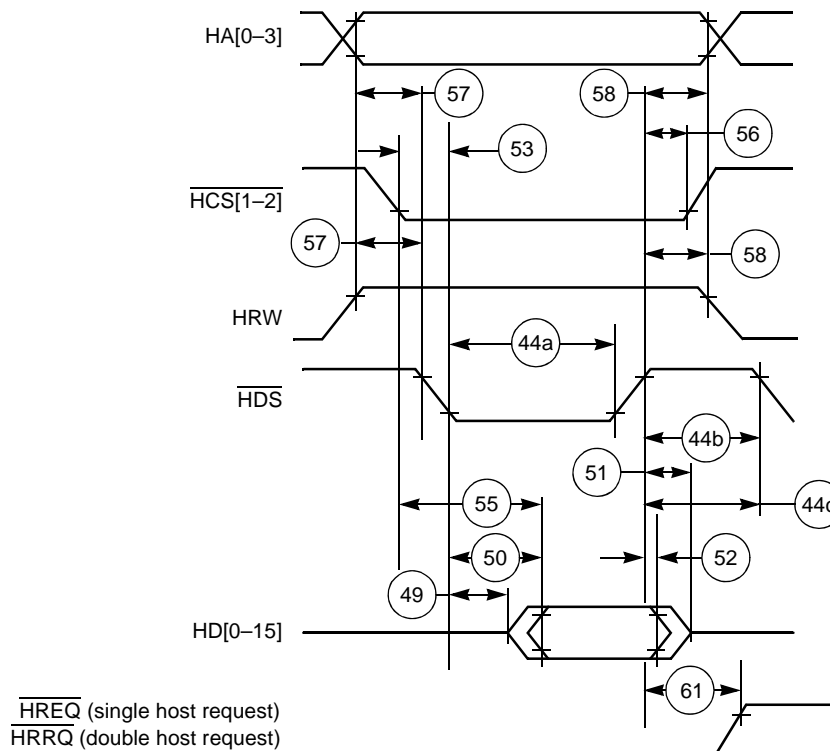 HA[0–3]
57
58
56
53
HCS[1–2]
57
58
HRW
44a
HDS
44b
51
55
50
52
49
HD[0–15]
61
HREQ (single host request)
HRRQ (double host request)